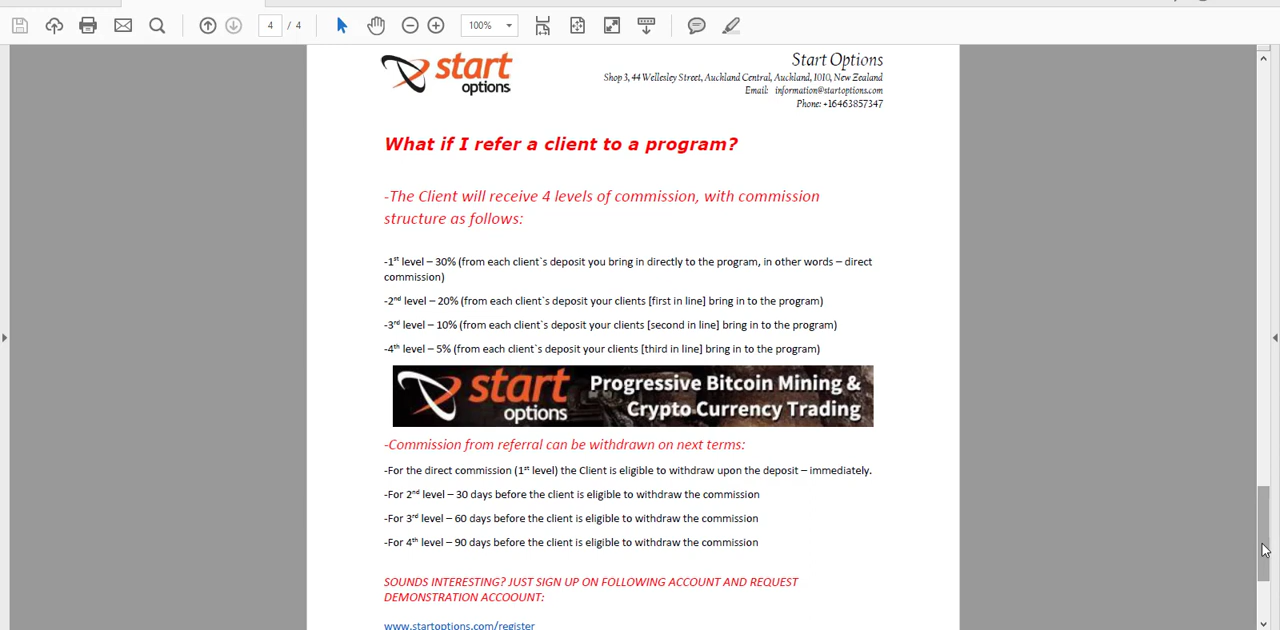 4 / 4
100%
start
options
Start Options
Shop 3, 44 Wellesley Street, Auckland Central, Auckland, 1010, New Zealand
Email: information@startoptions.com
Phone: +16463857347
What if I refer a client to a program?
-The Client will receive 4 levels of commission, with commission
structure as follows:
-1st level – 30% (from each client`s deposit you bring in directly to the program, in other words – direct
commission)
-2nd level – 20% (from each client`s deposit your clients [first in line] bring in to the program)
-3rd level – 10% (from each client`s deposit your clients [second in line] bring in to the program)
-4th level – 5% (from each client`s deposit your clients [third in line] bring in to the program)
start
options
Progressive Bitcoin Mining &
Crypto Currency Trading
-Commission from referral can be withdrawn on next terms:
-For the direct commission (1st level) the Client is eligible to withdraw upon the deposit – immediately.
-For 2nd level – 30 days before the client is eligible to withdraw the commission
-For 3rd level – 60 days before the client is eligible to withdraw the commission
-For 4th level – 90 days before the client is eligible to withdraw the commission
SOUNDS INTERESTING? JUST SIGN UP ON FOLLOWING ACCOUNT AND REQUEST
DEMONSTRATION ACCOOUNT:
www.startoptions.com/register